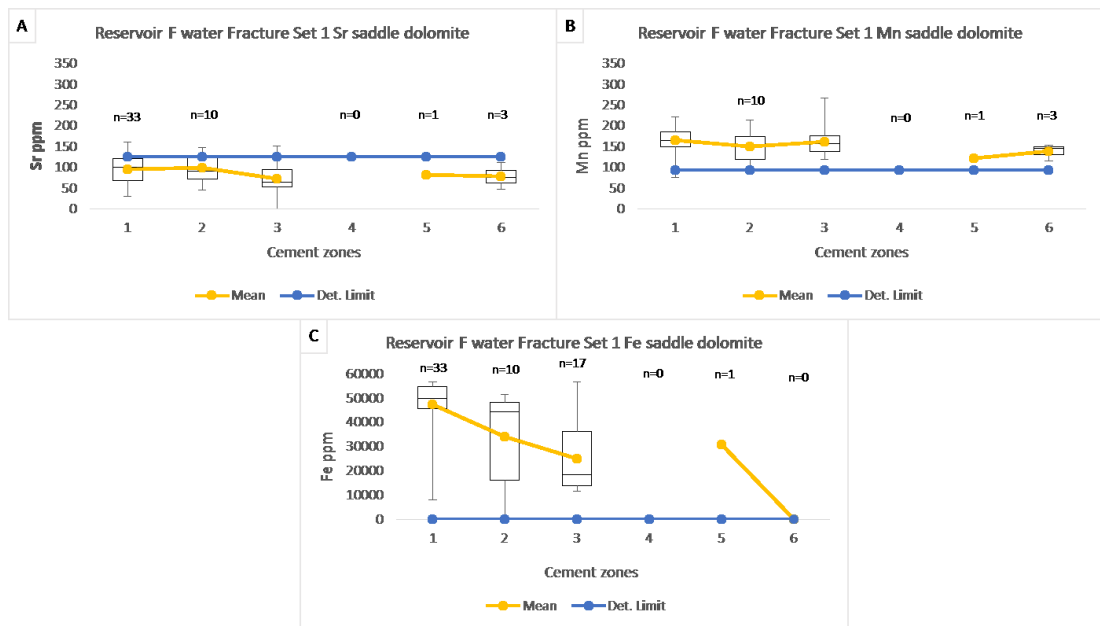 A
Reservoir F water Fracture Set 1 Sr saddle dolomite
Sr ppm
350
300
250
200
150
100
50
0
n=33
n=10
n=0
n=1
n=3
1 2 3 4 5 6
Cement zones
Mean Det. Limit
B
Reservoir F water Fracture Set 1 Mn saddle dolomite
Mn ppm
350
300
250
200
150
100
50
0
n=10
n=0
n=1
n=3
1 2 3 4 5 6
Cement zones
Mean Det. Limit
C
Reservoir F water Fracture Set 1 Fe saddle dolomite
Fe ppm
60000
50000
40000
30000
20000
10000
0
n=33
n=10
n=17
n=0
n=1
n=0
1 2 3 4 5 6
Cement zones
Mean Det. Limit